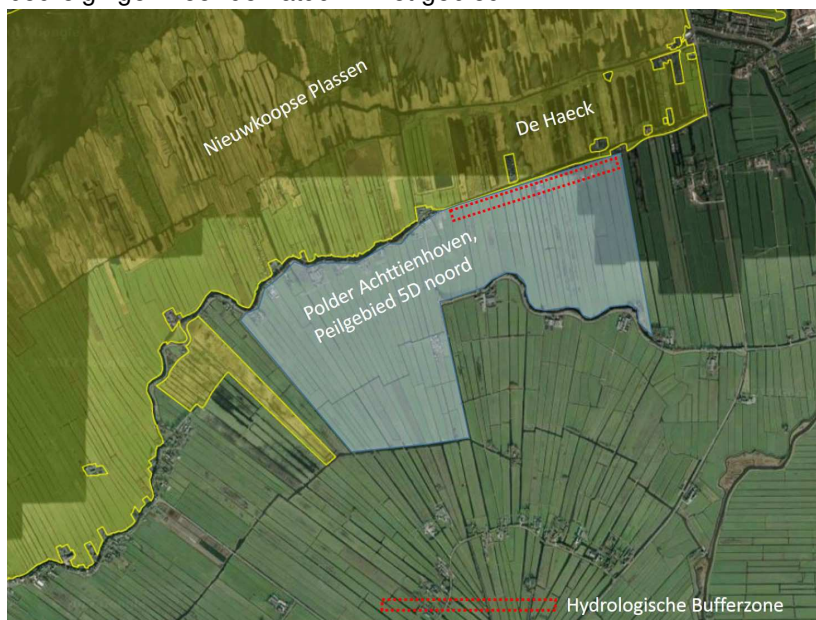 Nieuwkoopse Plassen
De Haeck
Polder Achttienhoven,
Peilgebied 5D noord
Hydrologische Bufferzone